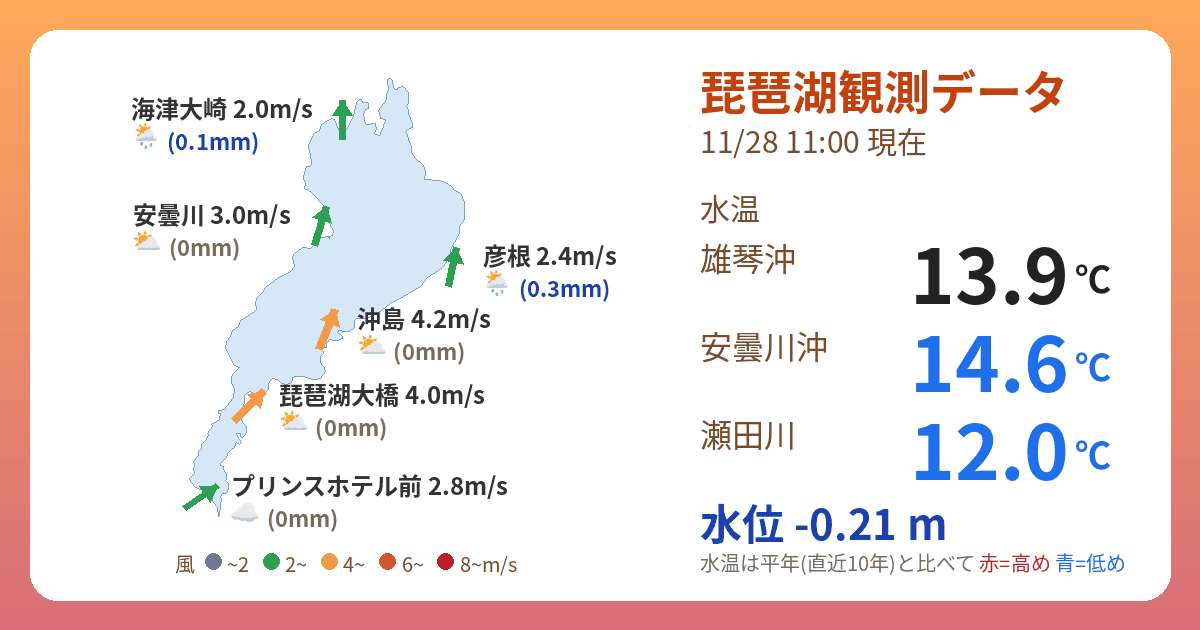 海津大崎 2.0m/s
(0.1mm)
安曇川 3.0m/s
(0mm)
彦根 2.4m/s
(0.3mm)
沖島 4.2m/s
(0mm)
琵琶湖大橋 4.0m/s
(0mm)
プリンスホテル前 2.8m/s
(0mm)
風 ~2 2~ 4~ 6~ 8~m/s
琵琶湖観測データ
11/28 11:00 現在
水温
雄琴沖 13.9℃
安曇川沖 14.6℃
瀬田川 12.0℃
水位 -0.21 m
水温は平年(直近10年)と比べて 赤=高め 青=低め